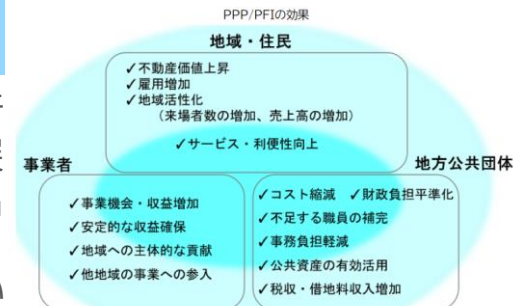 PPP/PFIの効果
地域・住民
✓不動産価値上昇
✓雇用増加
✓地域活性化
（来場者数の増加、売上高の増加）
✓サービス・利便性向上
事業者
✓事業機会・収益増加
✓安定的な収益確保
✓地域への主体的な貢献
✓他地域の事業への参入
地方公共団体
✓コスト縮減 ✓財政負担平準化
✓不足する職員の補完
✓事務負担軽減
✓公共資産の有効活用
✓税収・借地料収入増加